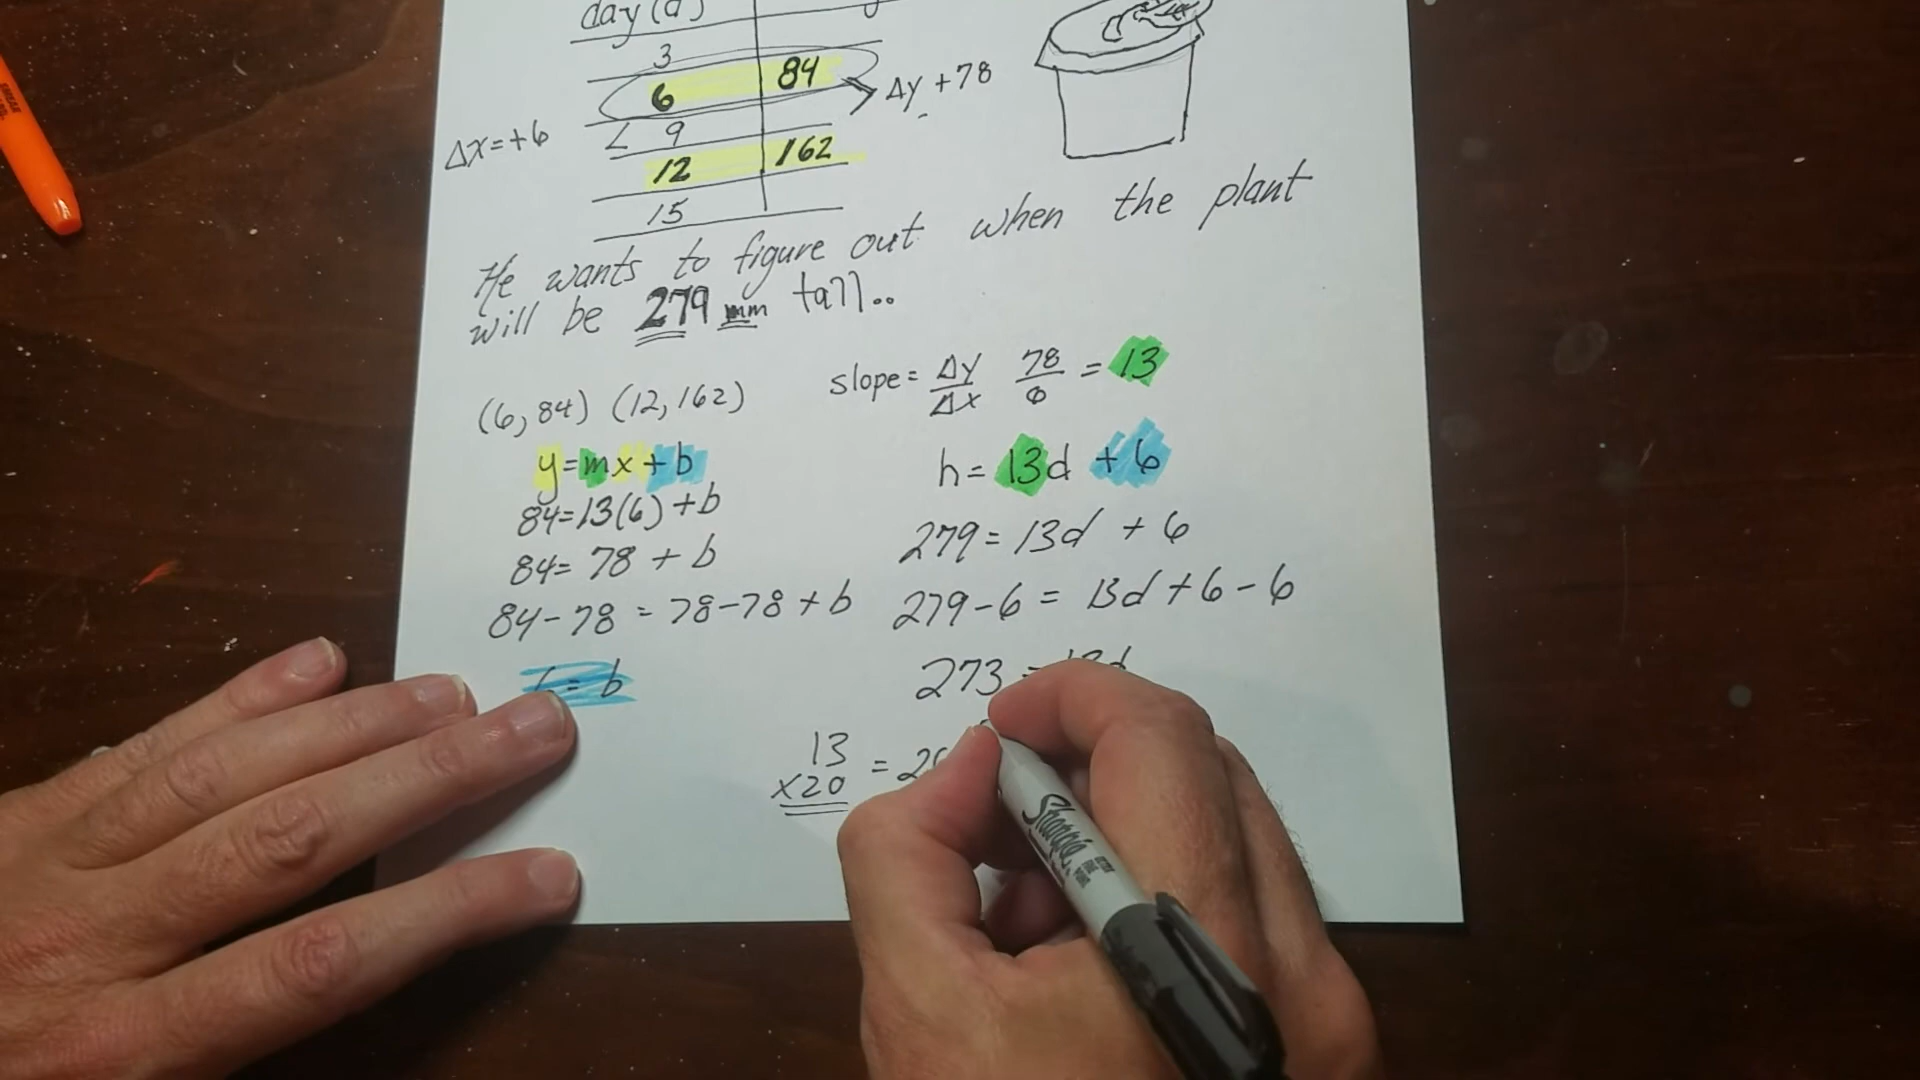 day (d)
3
6 84
Δy +78
Δx=+6
9
12 162
15
He wants to figure out when the plant
will be 279 mm tall..
slope = Δy/Δx 78/6 = 13
(6,84) (12,162)
y=mx+b
h= 13d +6
84=13(6)+b
279= 13d + 6
84= 78 + b
84-78 = 78-78 +b
279-6 = 13d+6-6
= b
273 =
13
x20 =
Sharpie